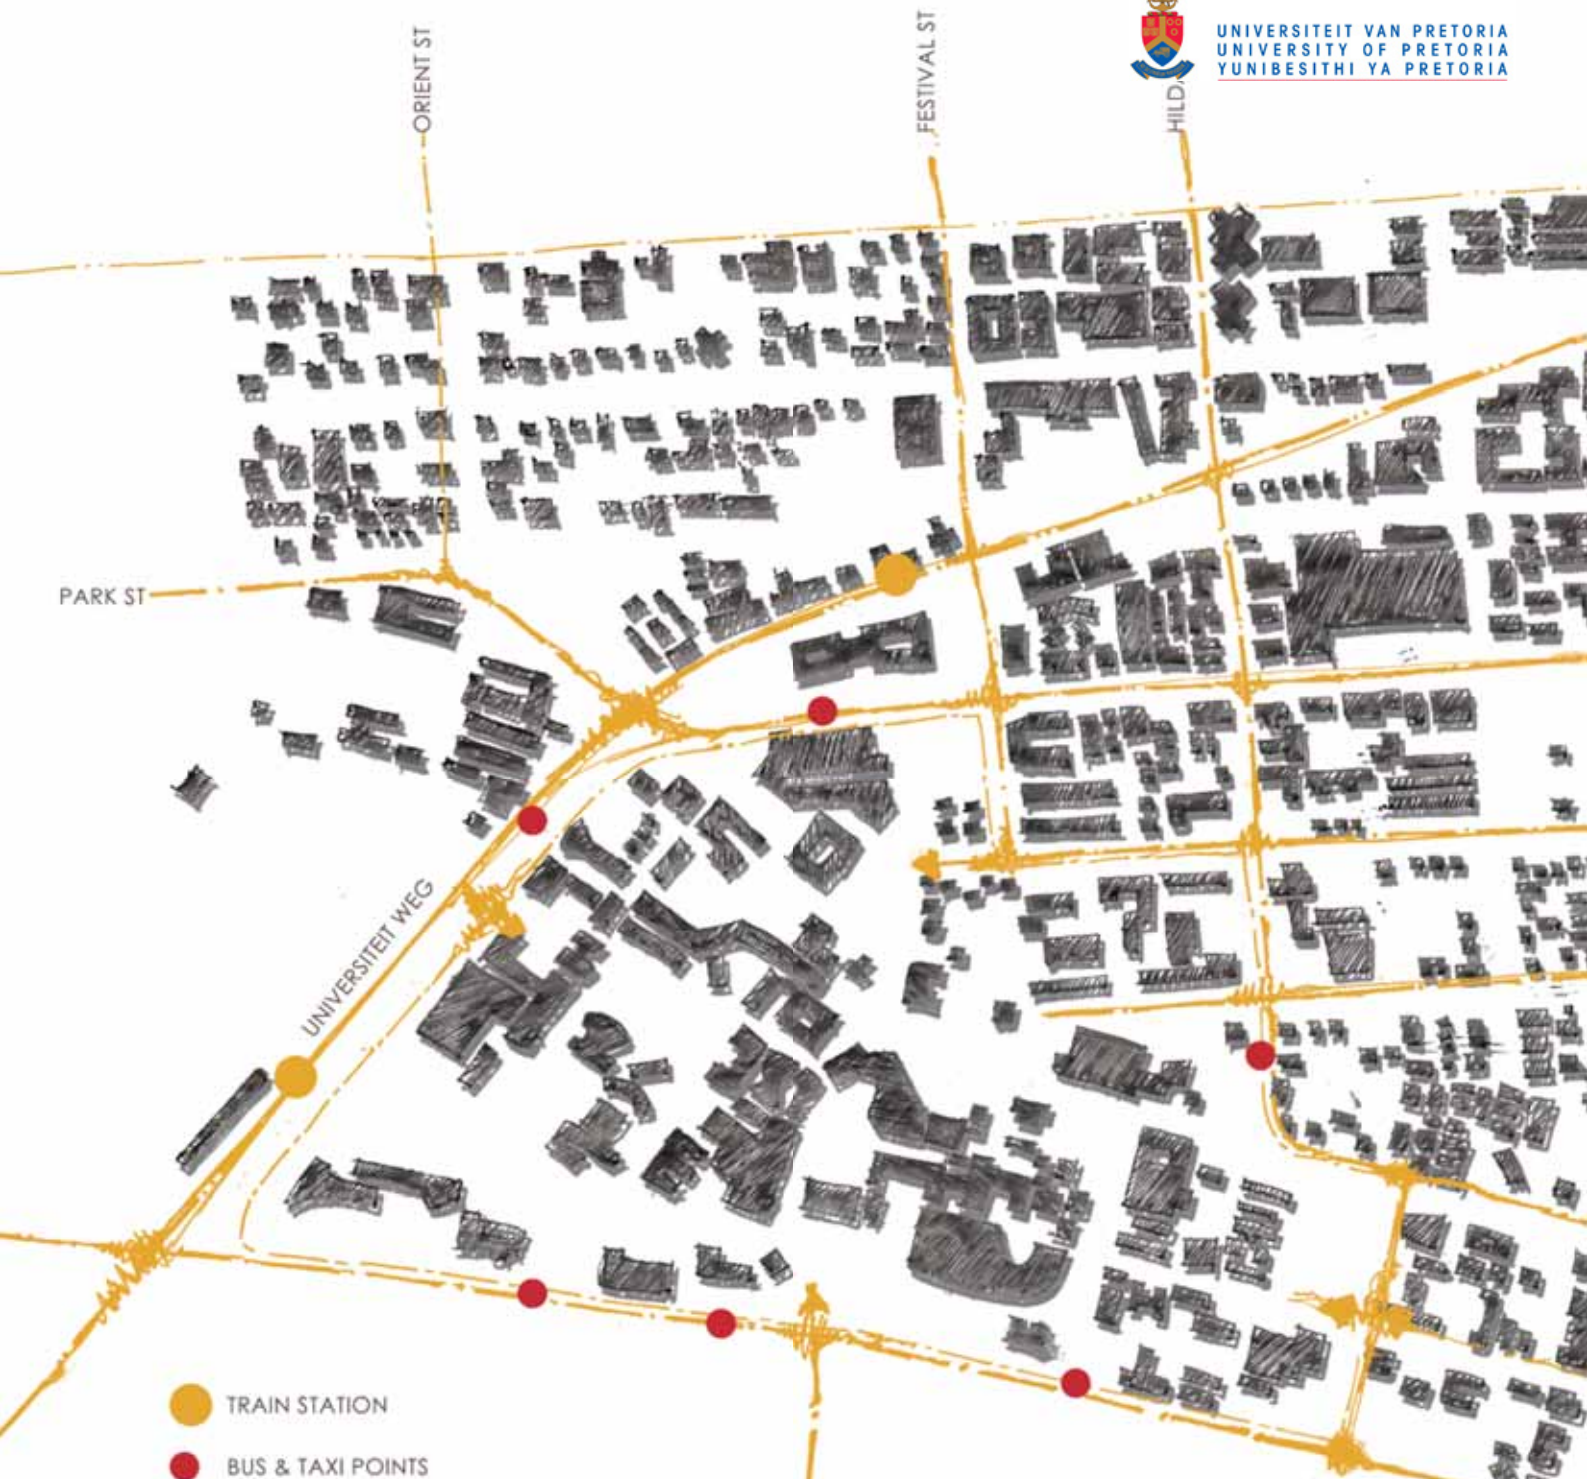 ORIENT ST
FESTIVAL ST
UNIVERSITEIT VAN PRETORIA
UNIVERSITY OF PRETORIA
YUNIBESITHI YA PRETORIA
PARK ST
UNIVERSITEIT WEG
TRAIN STATION
BUS & TAXI POINTS